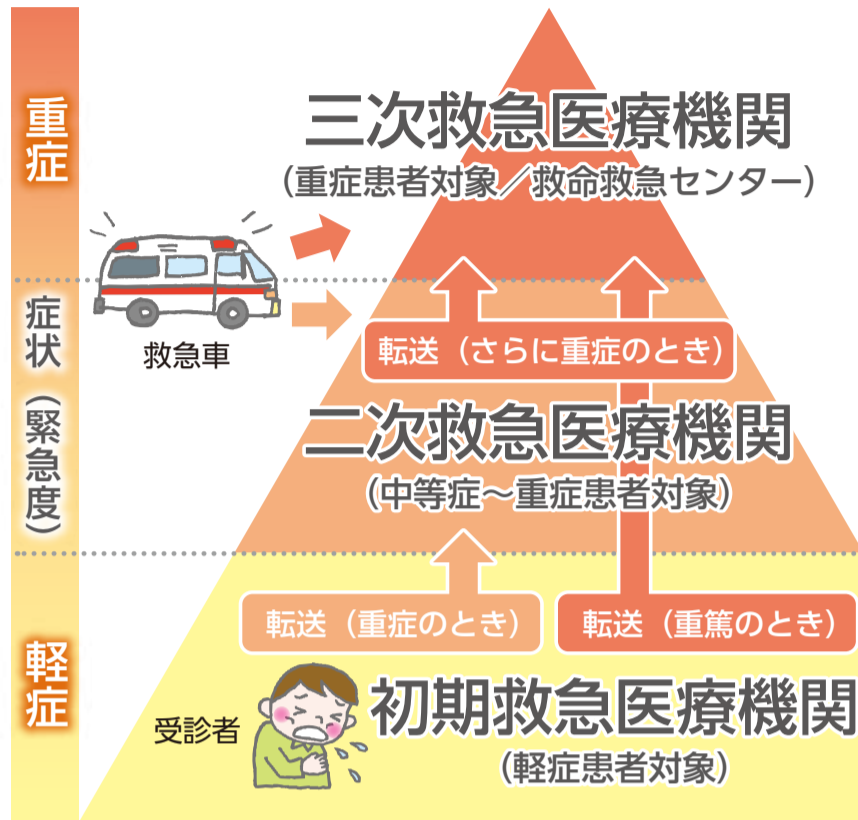 重症
症状（緊急度）
軽症
三次救急医療機関
（重症患者対象／救命救急センター）
救急車
転送（さらに重症のとき）
二次救急医療機関
（中等症～重症患者対象）
転送（重症のとき）
転送（重篤のとき）
受診者
初期救急医療機関
（軽症患者対象）